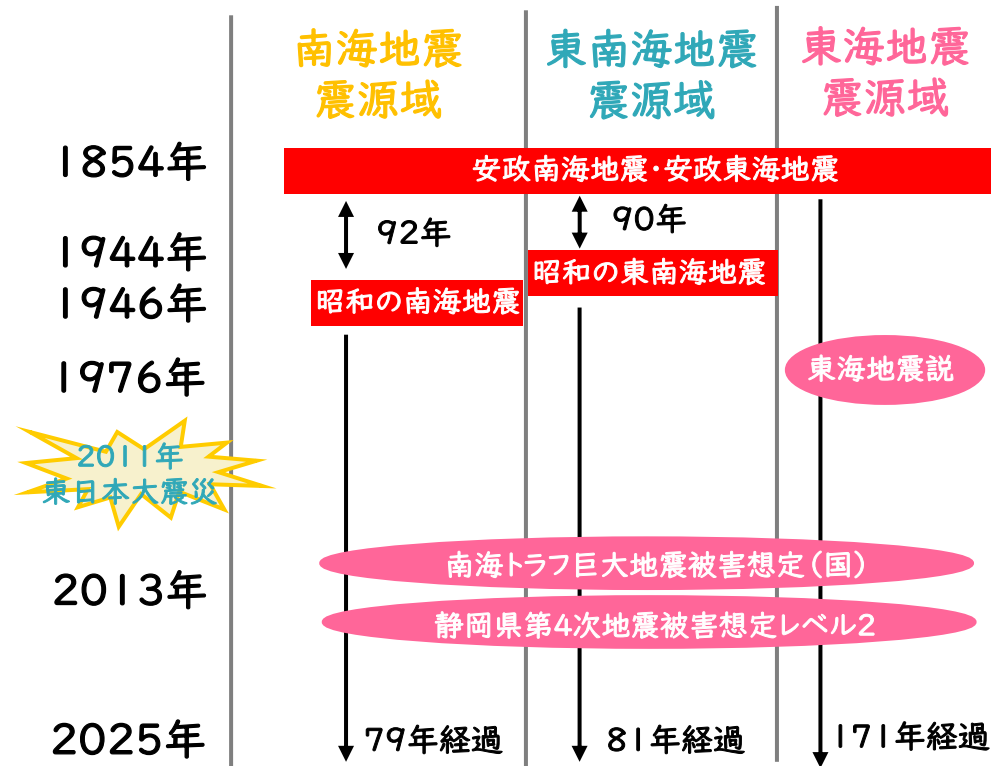 南海地震
震源域
東南海地震
震源域
東海地震
震源域
1854年
安政南海地震・安政東海地震
92年
90年
1944年
昭和の東南海地震
1946年
昭和の南海地震
1976年
東海地震説
2011年
東日本大震災
南海トラフ巨大地震被害想定(国)
2013年
静岡県第4次地震被害想定レベル2
2025年
79年経過
81年経過
171年経過